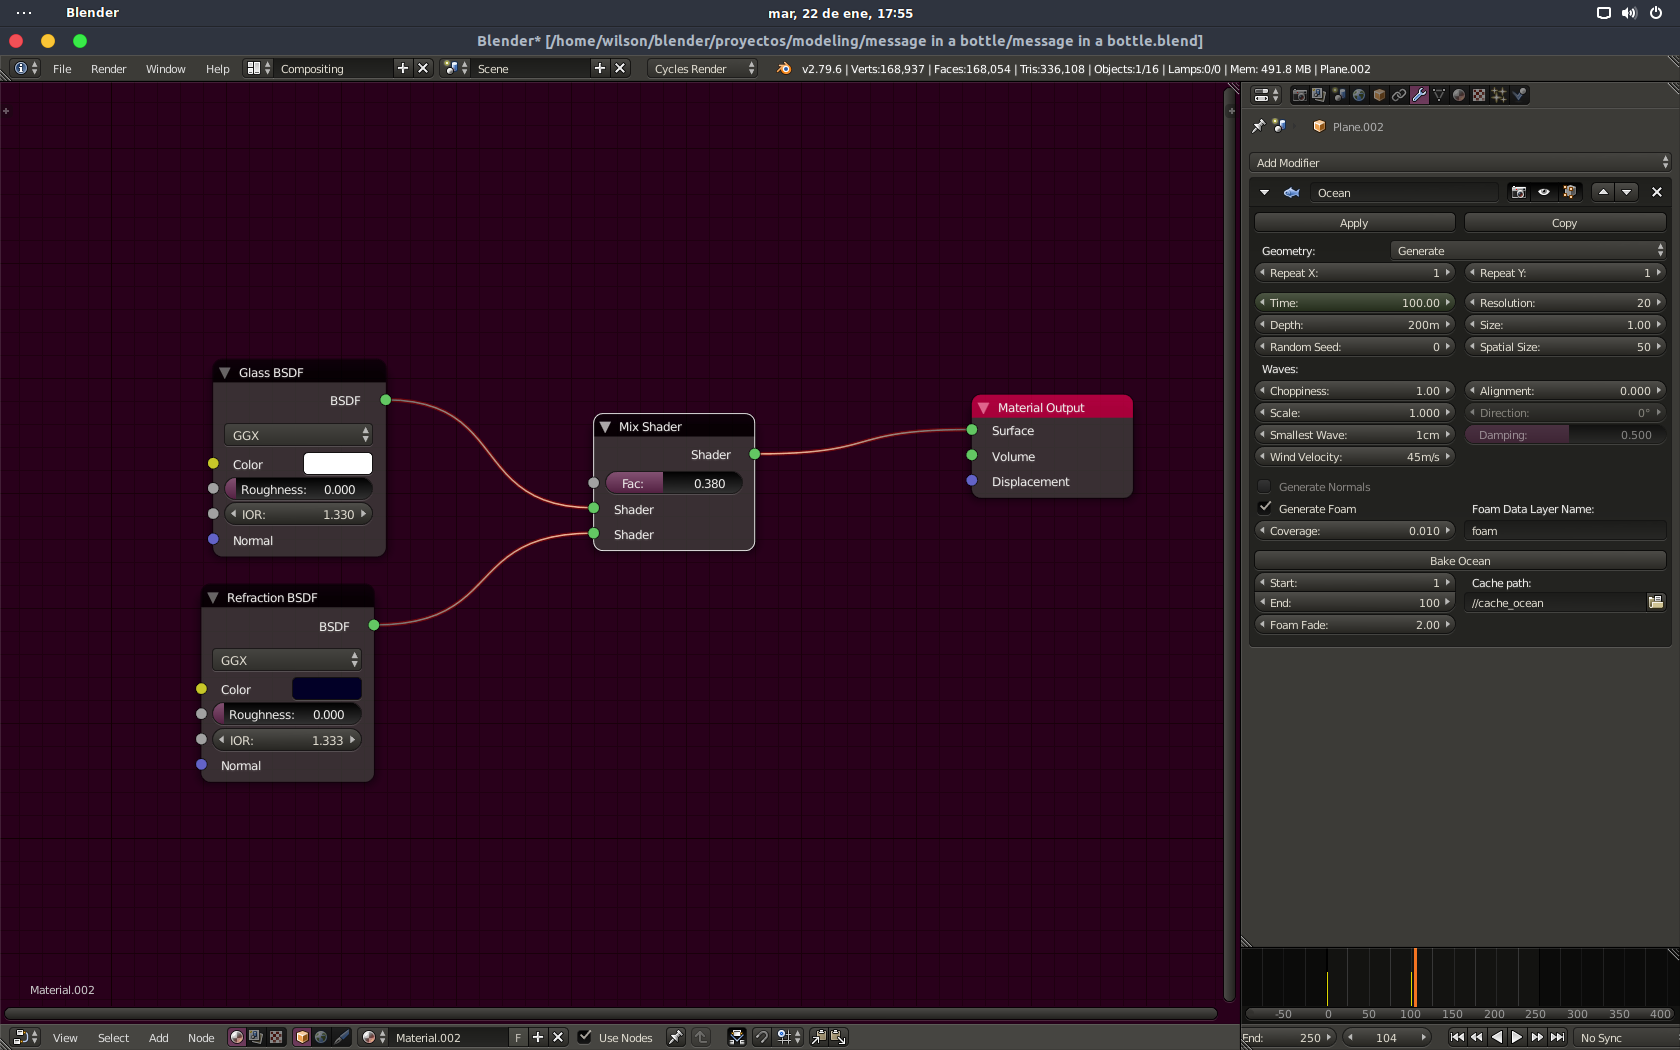 Blender
mar, 22 de ene, 17:55
Blender* [/home/wilson/blender/proyectos/modeling/message in a bottle/message in a bottle.blend]
File Render Window Help Compositing Scene Cycles Render v2.79.6 | Verts:168,937 | Faces:168,054 | Tris:336,108 | Objects:1/16 | Lamps:0/0 | Mem: 491.8 MB | Plane.002
Plane.002
Add Modifier
Ocean
Apply Copy
Geometry: Generate
Repeat X: 1 Repeat Y: 1
Time: 100.00 Resolution: 20
Depth: 200m Size: 1.00
Random Seed: 0 Spatial Size: 50
Waves:
Choppiness: 1.00 Alignment: 0.000
Scale: 1.000 Direction: 0°
Smallest Wave: 1cm Damping: 0.500
Wind Velocity: 45m/s
Generate Normals
Generate Foam Foam Data Layer Name:
Coverage: 0.010 foam
Bake Ocean
Start: 1 Cache path:
End: 100 //cache_ocean
Foam Fade: 2.00
Glass BSDF
BSDF
GGX
Color
Roughness: 0.000
IOR: 1.330
Normal
Refraction BSDF
BSDF
GGX
Color
Roughness: 0.000
IOR: 1.333
Normal
Mix Shader
Shader
Fac: 0.380
Shader
Shader
Material Output
Surface
Volume
Displacement
Material.002
-50 0 50 100 150 200 250 300 350 400
View Select Add Node Material.002 F Use Nodes
End: 250 104 No Sync